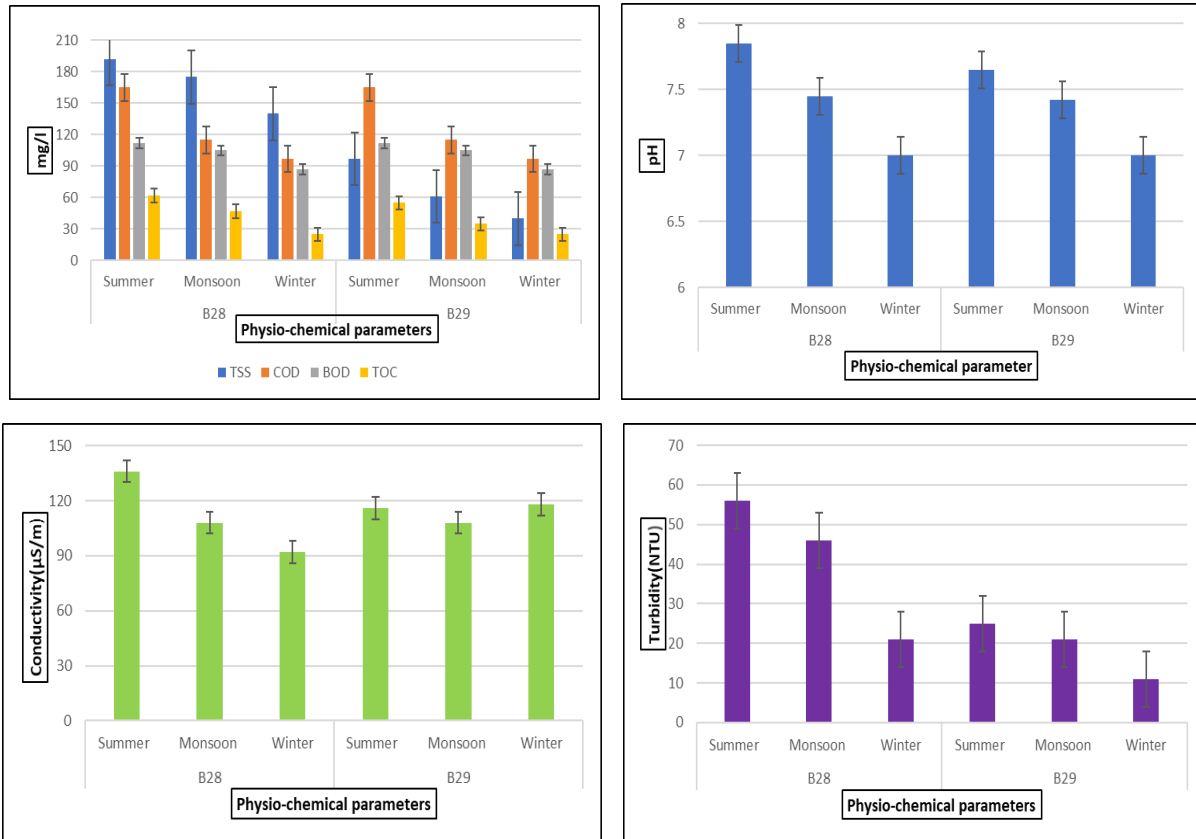 210
180
150
120
90
60
30
0
mg/l
Summer Monsoon Winter Summer Monsoon Winter
B28 B29
Physio-chemical parameters
TSS COD BOD TOC
8
7.5
7
6.5
6
pH
Summer Monsoon Winter Summer Monsoon Winter
B28 B29
Physio-chemical parameter
150
120
90
60
30
0
Conductivity(µS/m)
Summer Monsoon Winter Summer Monsoon Winter
B28 B29
Physio-chemical parameters
70
60
50
40
30
20
10
0
Turbidity(NTU)
Summer Monsoon Winter Summer Monsoon Winter
B28 B29
Physio-chemical parameters